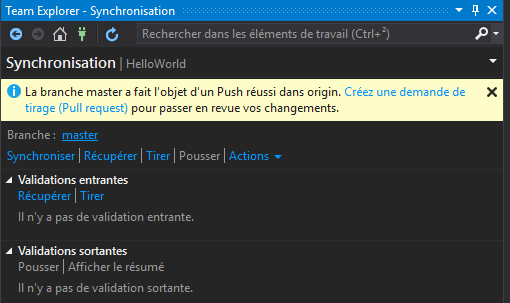 Team Explorer - Synchronisation
Rechercher dans les éléments de travail (Ctrl+²)
Synchronisation | HelloWorld
La branche master a fait l'objet d'un Push réussi dans origin. Créez une demande de
tirage (Pull request) pour passer en revue vos changements.
Branche : master
Synchroniser | Récupérer | Tirer | Pousser | Actions
Validations entrantes
Récupérer | Tirer
Il n'y a pas de validation entrante.
Validations sortantes
Pousser | Afficher le résumé
Il n'y a pas de validation sortante.